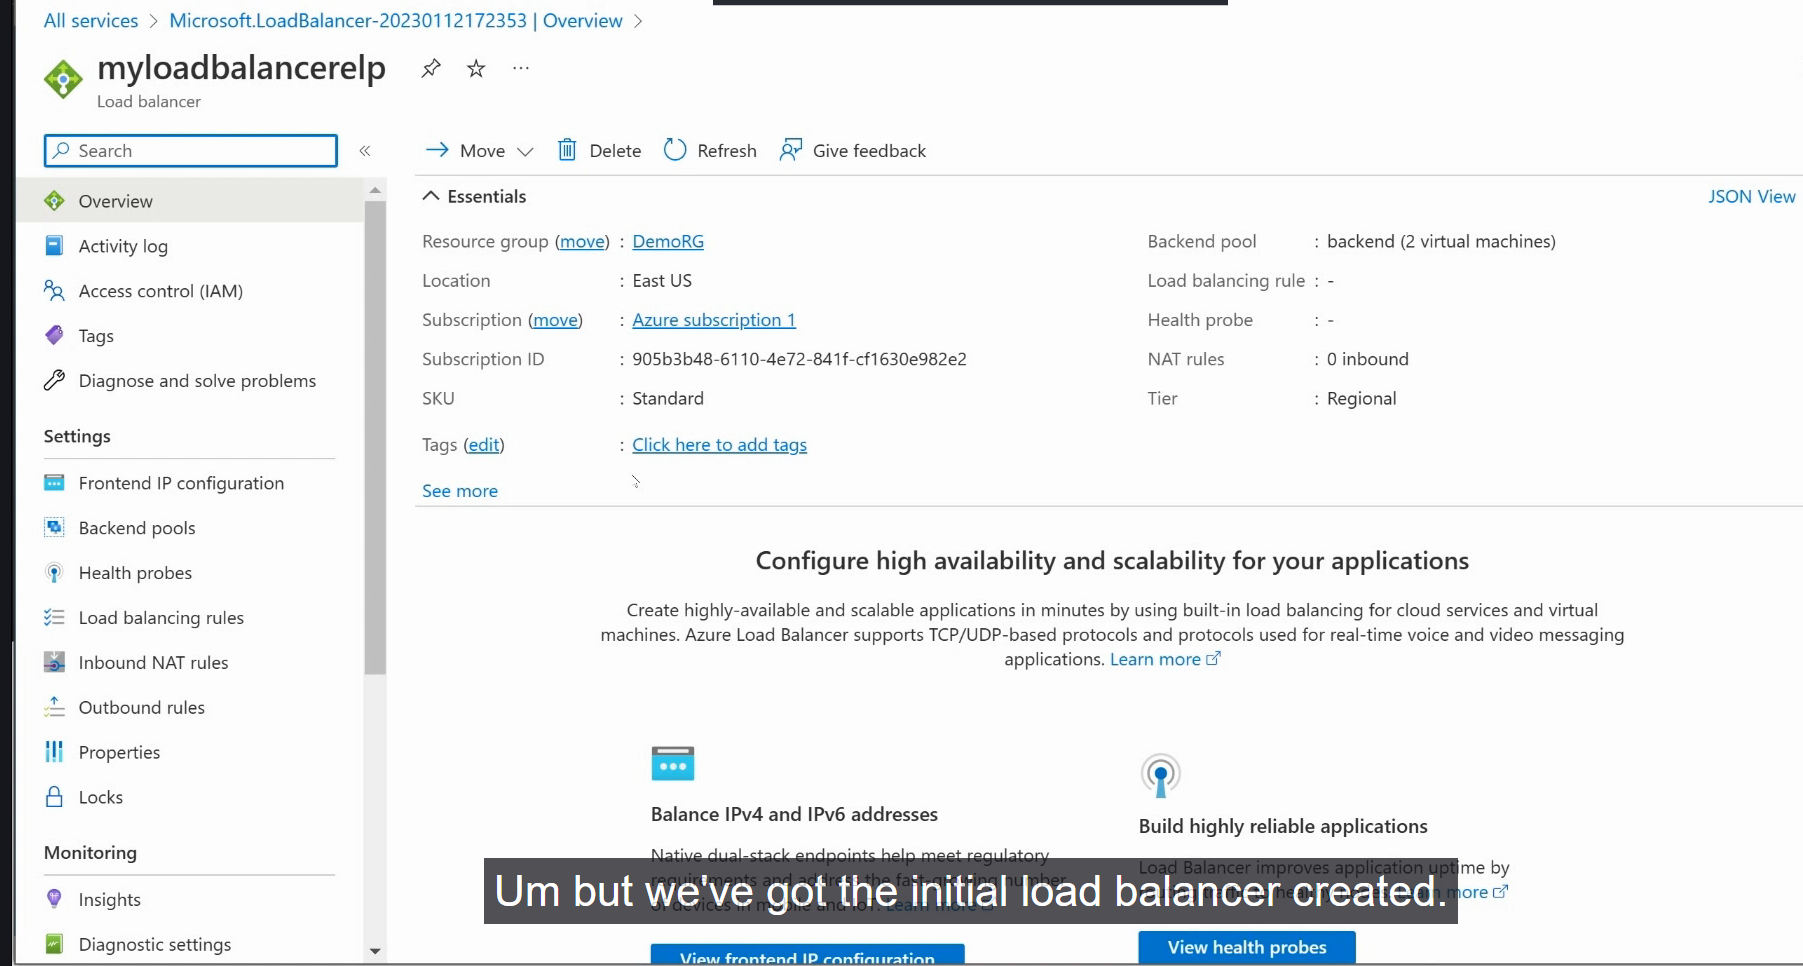 All services > Microsoft.LoadBalancer-20230112172353 | Overview >
myloadbalancerelp
Load balancer
Search
«
Move
Delete
Refresh
Give feedback
Overview
Activity log
Access control (IAM)
Tags
Diagnose and solve problems
Settings
Frontend IP configuration
Backend pools
Health probes
Load balancing rules
Inbound NAT rules
Outbound rules
Properties
Locks
Monitoring
Insights
Diagnostic settings
Essentials
JSON View
Resource group (move) : DemoRG
Location : East US
Subscription (move) : Azure subscription 1
Subscription ID : 905b3b48-6110-4e72-841f-cf1630e982e2
SKU : Standard
Tags (edit) : Click here to add tags
See more
Backend pool : backend (2 virtual machines)
Load balancing rule : -
Health probe : -
NAT rules : 0 inbound
Tier : Regional
Configure high availability and scalability for your applications
Create highly-available and scalable applications in minutes by using built-in load balancing for cloud services and virtual
machines. Azure Load Balancer supports TCP/UDP-based protocols and protocols used for real-time voice and video messaging
applications. Learn more
Balance IPv4 and IPv6 addresses
Native dual-stack endpoints help meet regulatory
requirements and address the fast-growing number
of devices in mobile and IoT. Learn more
View frontend IP configuration
Build highly reliable applications
Load Balancer improves application uptime by
more
View health probes
Um but we've got the initial load balancer created.